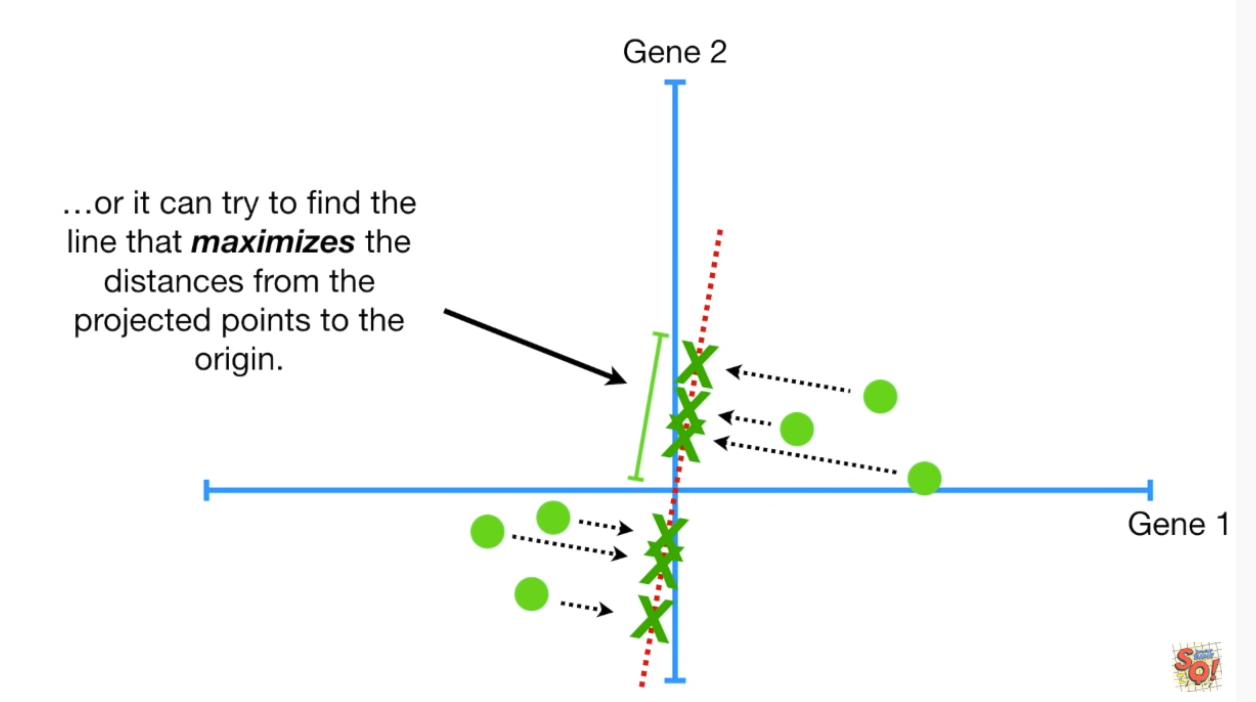 Gene 2
...or it can try to find the
line that maximizes the
distances from the
projected points to the
origin.
Gene 1
SQ!